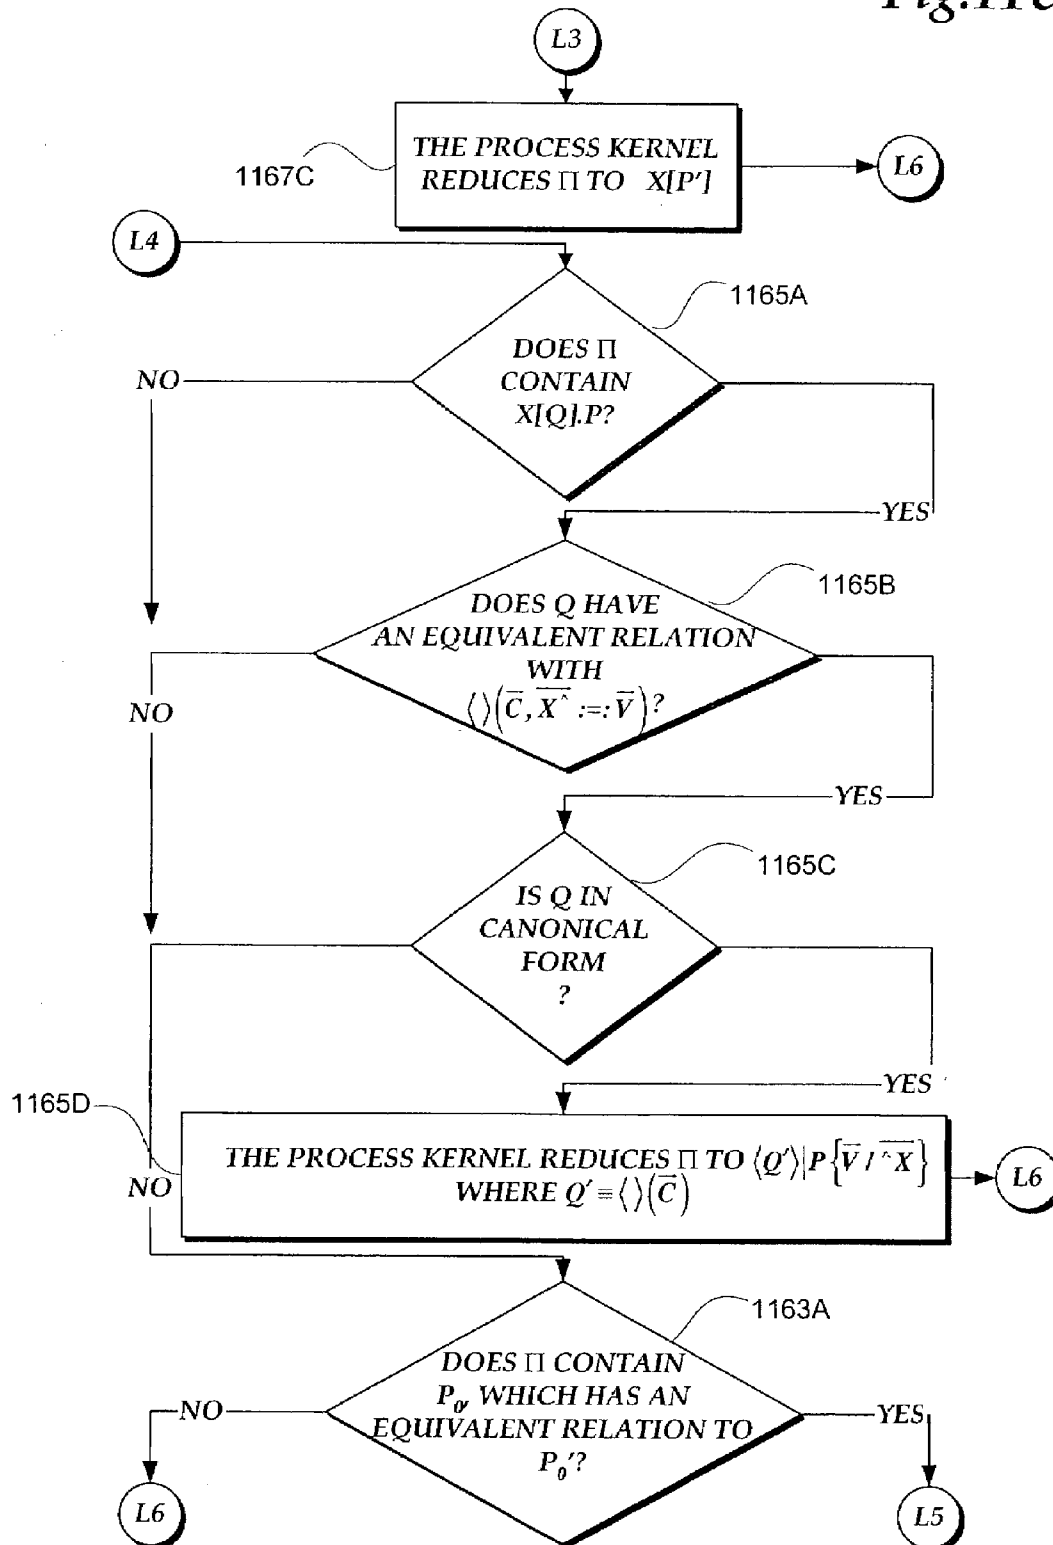 L3
THE PROCESS KERNEL
REDUCES Π TO X[P']
1167C
L6
L4
1165A
DOES Π
CONTAIN
X[Q].P?
NO
YES
1165B
DOES Q HAVE
AN EQUIVALENT RELATION
WITH
⟨⟩(C̅, X̅^̅ :=: V̅)?
NO
YES
1165C
IS Q IN
CANONICAL
FORM
?
YES
1165D
THE PROCESS KERNEL REDUCES Π TO ⟨Q'⟩|P{V̅ / ^̅X̅}
WHERE Q' ≡ ⟨⟩(C̅)
NO
L6
1163A
DOES Π CONTAIN
P₀, WHICH HAS AN
EQUIVALENT RELATION TO
P₀'?
NO
YES
L6
L5